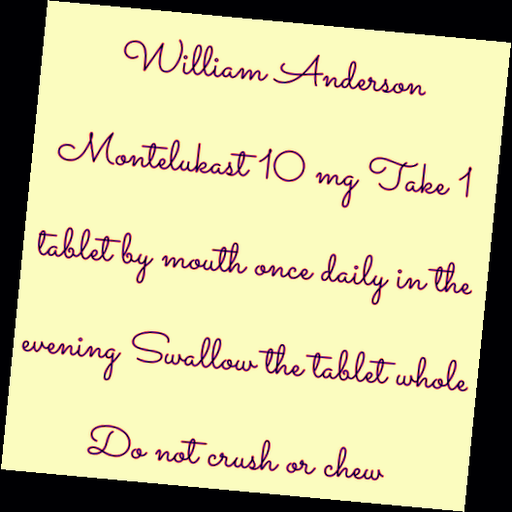 William Anderson
Montelukast 10 mg Take 1
tablet by mouth once daily in the
evening Swallow the tablet whole
Do not crush or chew